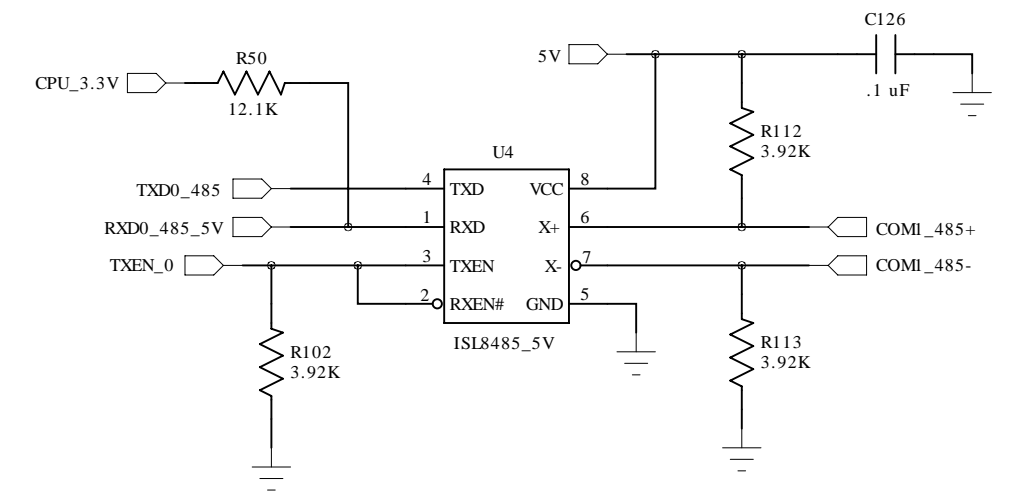 C126
5V
.1 uF
R50
CPU_3.3V
12.1K
R112
3.92K
U4
TXD0_485
4
TXD
VCC
8
RXD0_485_5V
1
RXD
X+
6
COM1_485+
TXEN_0
3
TXEN
X-
7
COM1_485-
2
RXEN#
GND
5
ISL8485_5V
R102
3.92K
R113
3.92K